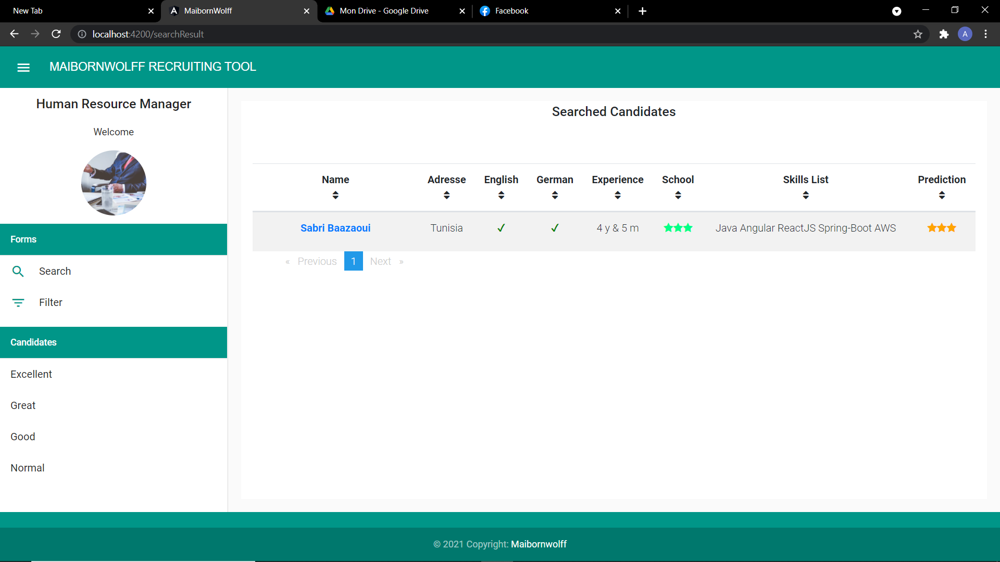 New Tab
MaibornWolff
Mon Drive - Google Drive
Facebook
A
localhost:4200/searchResult
A
MAIBORNWOLFF RECRUITING TOOL
Human Resource Manager
Welcome
Forms
Search
Filter
Candidates
Excellent
Great
Good
Normal
Searched Candidates
Name Adresse English German Experience School Skills List Prediction
Sabri Baazaoui Tunisia ✓ ✓ 4 y & 5 m ★★★ Java Angular ReactJS Spring-Boot AWS ★★★
« Previous 1 Next »
© 2021 Copyright: Maibornwolff